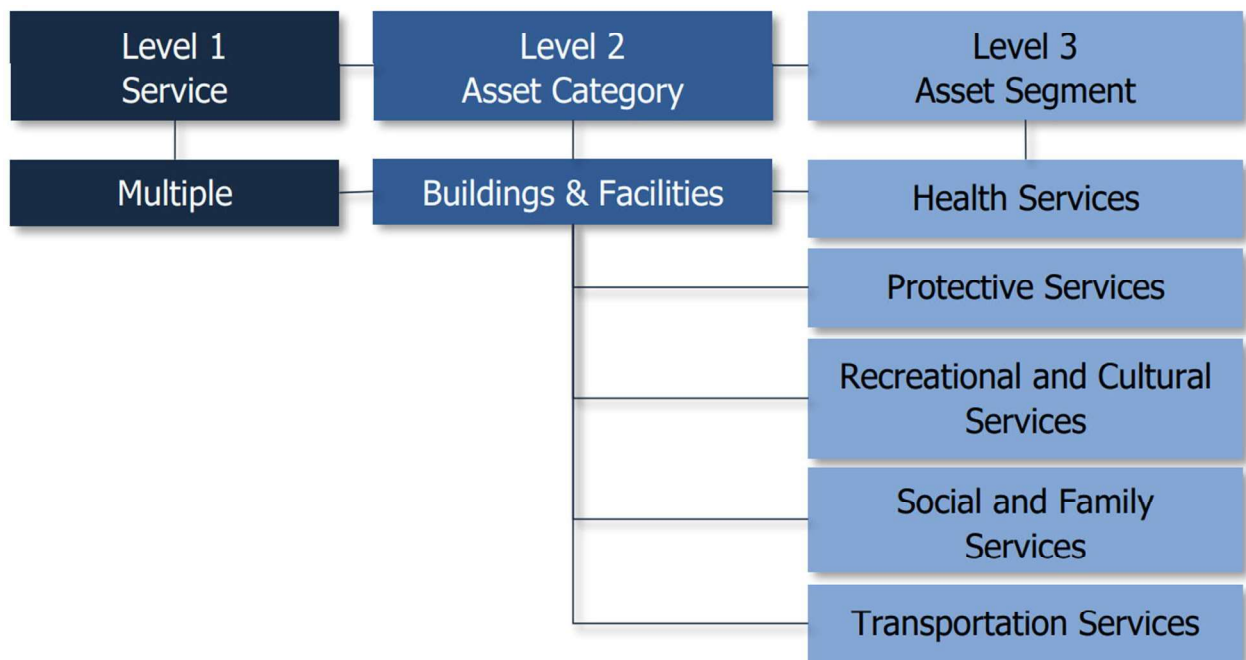 Level 1
Service
Level 2
Asset Category
Level 3
Asset Segment
Multiple
Buildings & Facilities
Health Services
Protective Services
Recreational and Cultural
Services
Social and Family
Services
Transportation Services